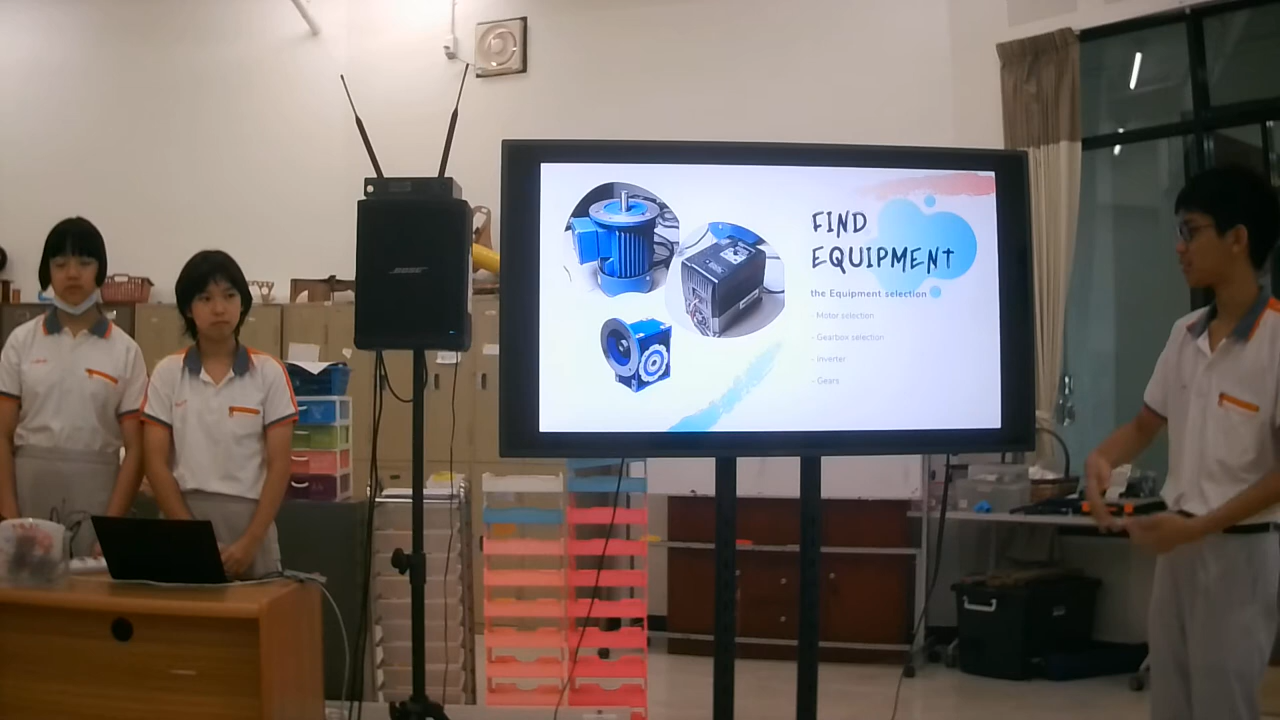 FIND
EQUIPMENT
the Equipment selection
- Motor selection
- Gearbox selection
- Inverter
- Gears
BOSE